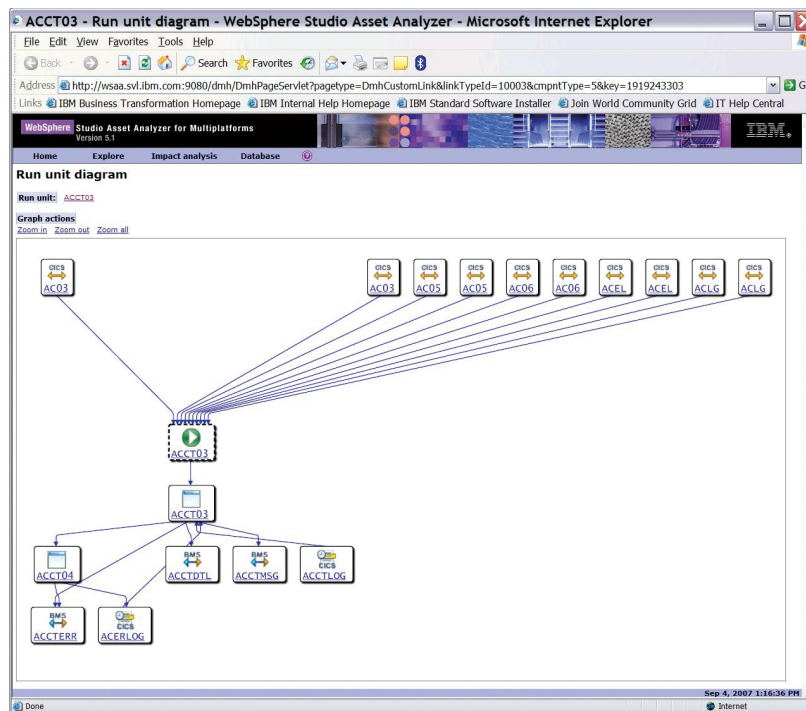 ACCT03 - Run unit diagram - WebSphere Studio Asset Analyzer - Microsoft Internet Explorer
File Edit View Favorites Tools Help
Back Search Favorites
Address http://wsaa.svl.ibm.com:9080/dmh/DmhPageServlet?pagetype=DmhCustomLink&linkTypeId=10003&cmpntType=5&key=1919243303 G
Links IBM Business Transformation Homepage IBM Internal Help Homepage IBM Standard Software Installer Join World Community Grid IT Help Central
WebSphere Studio Asset Analyzer for Multiplatforms
Version 5.1
IBM.
Home Explore Impact analysis Database
Run unit diagram
Run unit: ACCT03
Graph actions
Zoom in Zoom out Zoom all
CICS CICS CICS CICS CICS CICS CICS CICS CICS CICS
AC03 AC03 AC05 AC05 AC06 AC06 ACEL ACEL ACLG ACLG
ACCT03
ACCT03
BMS BMS CICS
ACCT04 ACCTDTL ACCTMSG ACCTLOG
BMS CICS
ACCTERR ACERLOG
Sep 4, 2007 1:16:36 PM
Done Internet